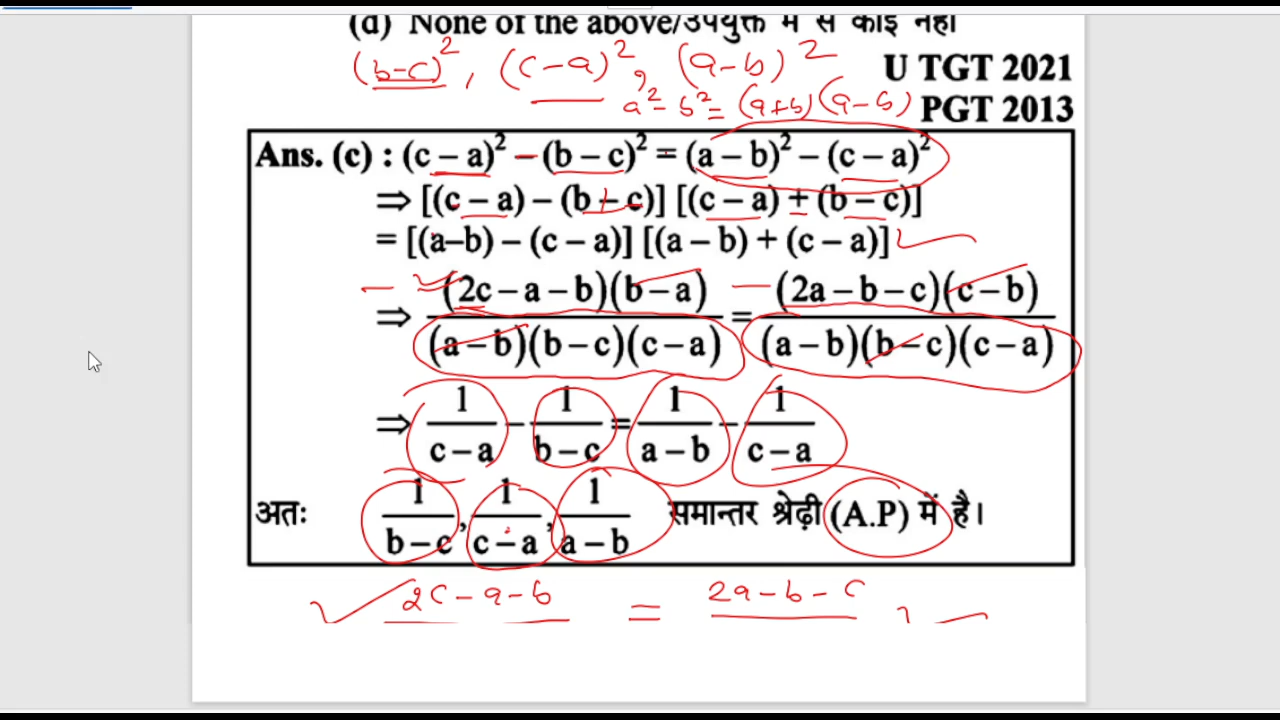 (d) None of the above/उपर्युक्त में से कोई नहीं
(b-c)², (c-a)², (a-b)²
U TGT 2021
a² - b² = (a+b)(a-b)
PGT 2013
Ans. (c) : (c – a)² – (b – c)² = (a – b)² – (c – a)²
⇒ [(c – a) – (b – c)] [(c – a) + (b – c)]
= [(a–b) – (c – a)] [(a – b) + (c – a)]
⇒ (2c – a – b)(b – a) / (a – b)(b – c)(c – a) = (2a – b – c)(c – b) / (a – b)(b – c)(c – a)
⇒ 1/(c – a) – 1/(b – c) = 1/(a – b) – 1/(c – a)
अतः 1/(b – c), 1/(c – a), 1/(a – b) समान्तर श्रेढ़ी (A.P) में है।
2c - a - b = 2a - b - c